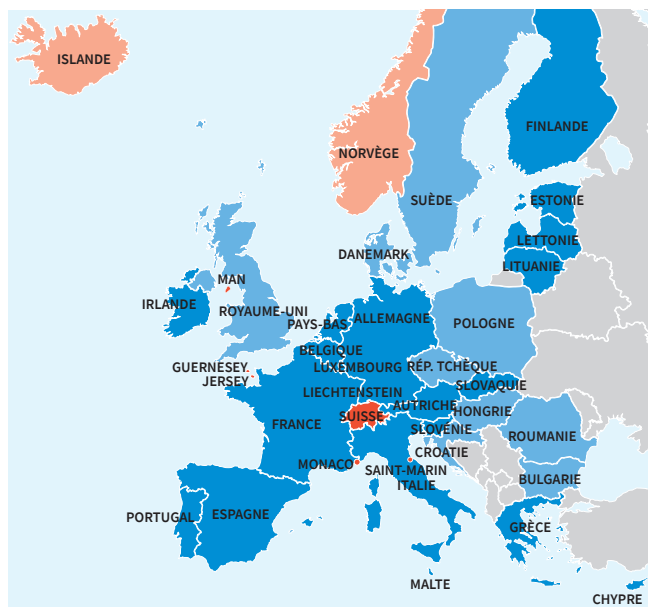 ISLANDE
FINLANDE
NORVÈGE
SUÈDE
ESTONIE
LETTONIE
DANEMARK
LITUANIE
MAN
IRLANDE
ROYAUME-UNI
PAYS-BAS
ALLEMAGNE
POLOGNE
BELGIQUE
GUERNESEY
LUXEMBOURG
RÉP. TCHÈQUE
JERSEY
SLOVAQUIE
LIECHTENSTEIN
AUTRICHE
HONGRIE
SUISSE
FRANCE
SLOVÉNIE
ROUMANIE
CROATIE
MONACO
SAINT-MARIN
BULGARIE
ITALIE
PORTUGAL
ESPAGNE
GRÈCE
MALTE
CHYPRE